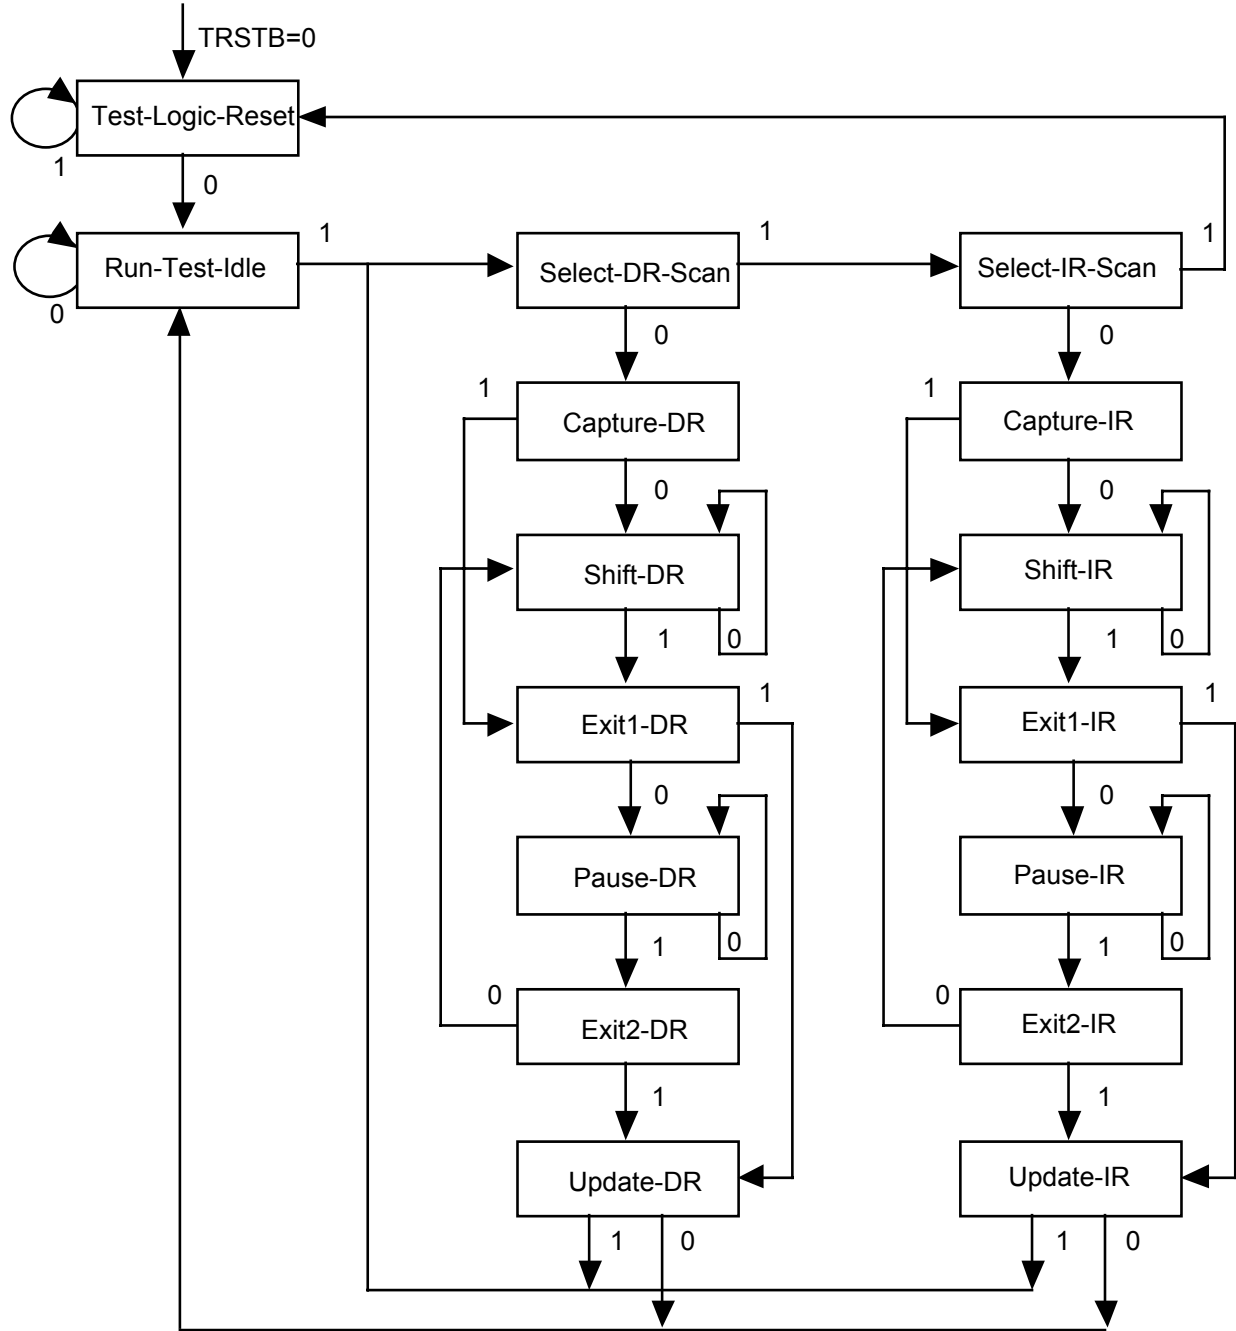 TRSTB=0
Test-Logic-Reset
1
0
Run-Test-Idle
1
0
Select-DR-Scan
1
Select-IR-Scan
1
0
0
1
Capture-DR
1
Capture-IR
0
0
Shift-DR
Shift-IR
1
0
1
0
Exit1-DR
1
Exit1-IR
1
0
0
Pause-DR
Pause-IR
1
0
1
0
0
Exit2-DR
0
Exit2-IR
1
1
Update-DR
Update-IR
1
0
1
0